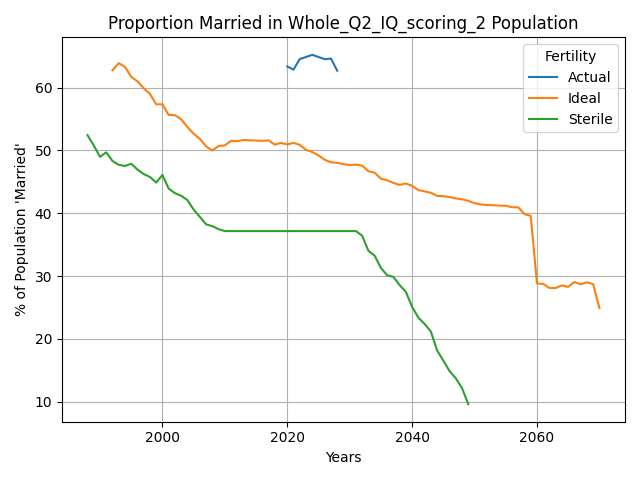 Proportion Married in Whole_Q2_IQ_scoring_2 Population
Fertility
Actual
Ideal
Sterile
% of Population 'Married'
60
50
40
30
20
10
2000
2020
2040
2060
Years